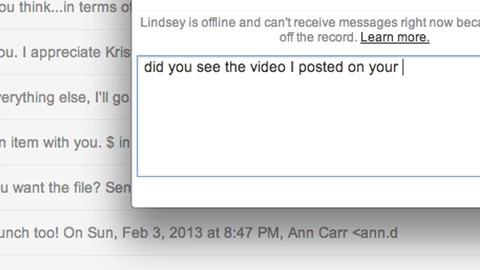 ou think...in terms of
Lindsey is offline and can't receive messages right now beca
off the record. Learn more.
ou. I appreciate Kris
did you see the video I posted on your
verything else, I'll go
n item with you. $ in
u want the file? Sen
unch too! On Sun, Feb 3, 2013 at 8:47 PM, Ann Carr <ann.d